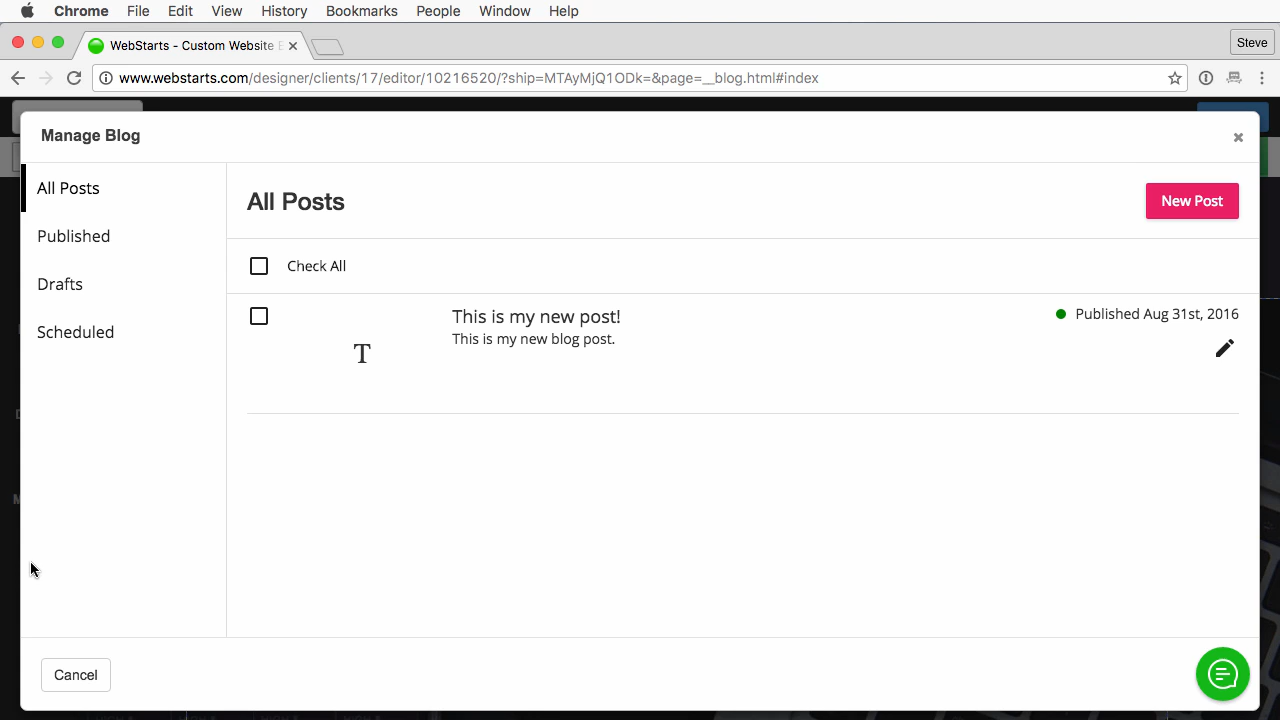 Chrome File Edit View History Bookmarks People Window Help
WebStarts - Custom Website
Steve
www.webstarts.com/designer/clients/17/editor/10216520/?ship=MTAyMjQ1ODk=&page=__blog.html#index
Manage Blog
All Posts
Published
Drafts
Scheduled
All Posts
New Post
Check All
T
This is my new post!
This is my new blog post.
Published Aug 31st, 2016
Cancel